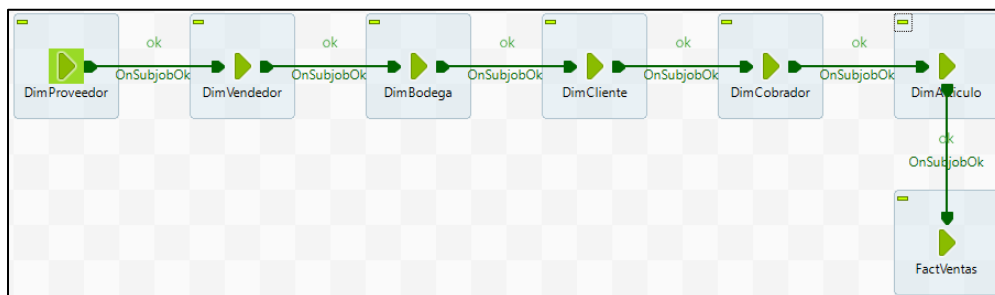 ok
ok
ok
ok
ok
OnSubjobOk
OnSubjobOk
OnSubjobOk
OnSubjobOk
OnSubjobOk
DimProveedor
DimVendedor
DimBodega
DimCliente
DimCobrador
DimArticulo
ok
OnSubjobOk
FactVentas